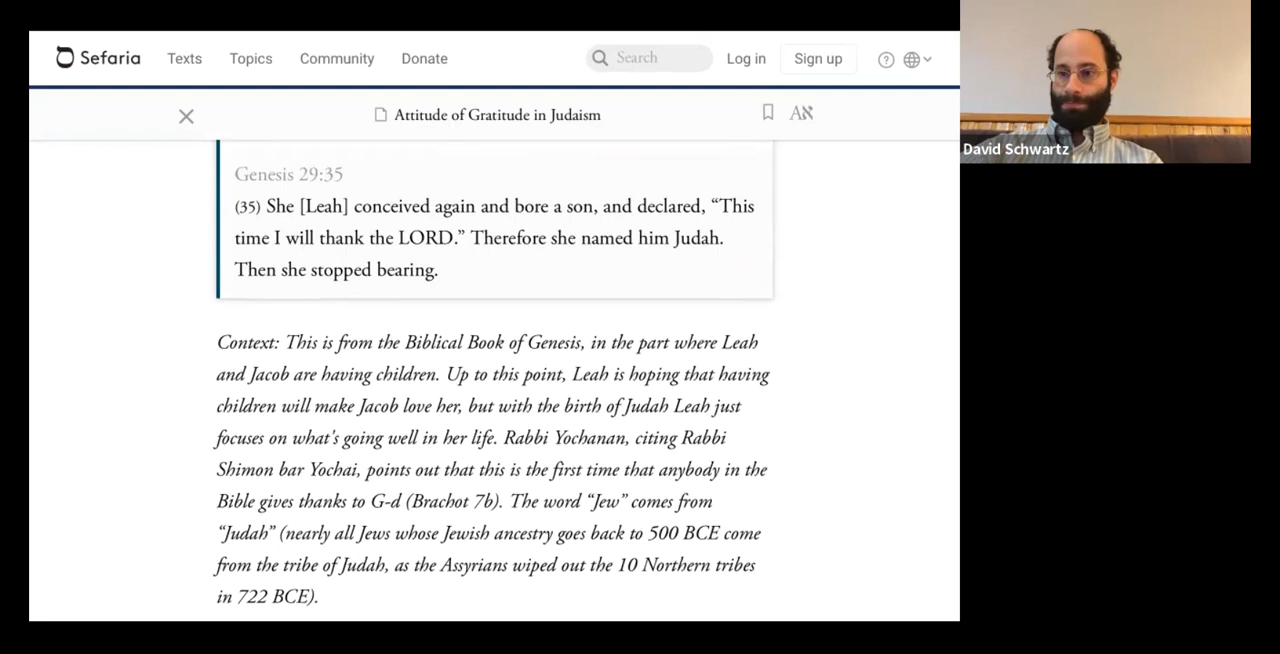 Sefaria Texts Topics Community Donate Search Log in Sign up
Attitude of Gratitude in Judaism Aא
David Schwartz
Genesis 29:35
(35) She [Leah] conceived again and bore a son, and declared, “This
time I will thank the LORD.” Therefore she named him Judah.
Then she stopped bearing.
Context: This is from the Biblical Book of Genesis, in the part where Leah
and Jacob are having children. Up to this point, Leah is hoping that having
children will make Jacob love her, but with the birth of Judah Leah just
focuses on what's going well in her life. Rabbi Yochanan, citing Rabbi
Shimon bar Yochai, points out that this is the first time that anybody in the
Bible gives thanks to G-d (Brachot 7b). The word “Jew” comes from
“Judah” (nearly all Jews whose Jewish ancestry goes back to 500 BCE come
from the tribe of Judah, as the Assyrians wiped out the 10 Northern tribes
in 722 BCE).